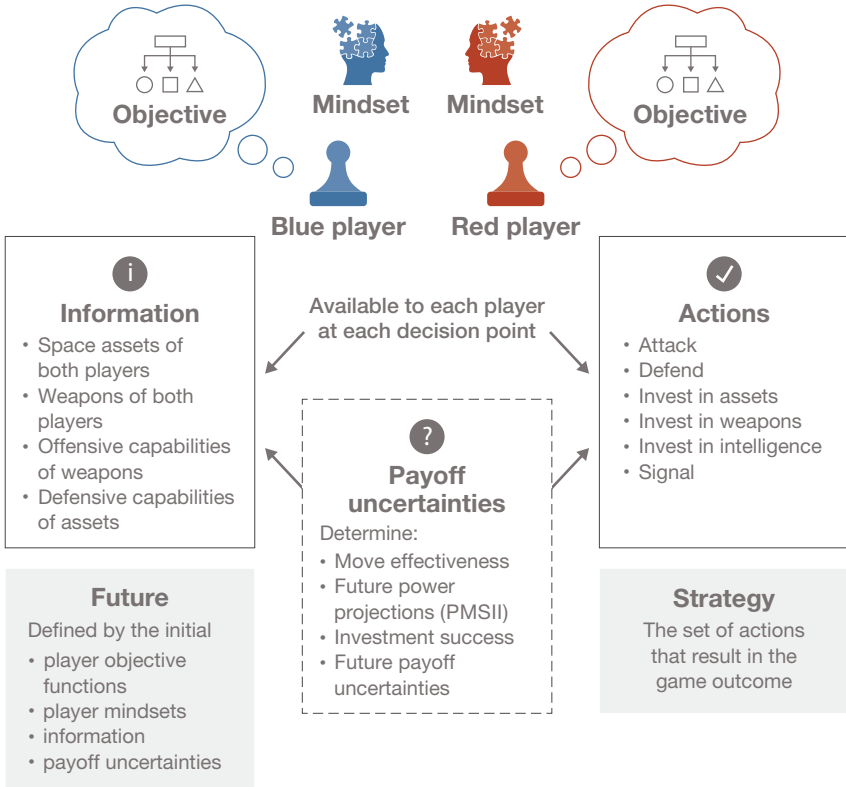 Objective
Mindset
Mindset
Objective
Blue player
Red player
i
Information
• Space assets of
both players
• Weapons of both
players
• Offensive capabilities
of weapons
• Defensive capabilities
of assets
Available to each player
at each decision point
Actions
• Attack
• Defend
• Invest in assets
• Invest in weapons
• Invest in intelligence
• Signal
?
Payoff
uncertainties
Determine:
• Move effectiveness
• Future power
projections (PMSII)
• Investment success
• Future payoff
uncertainties
Future
Defined by the initial
• player objective
functions
• player mindsets
• information
• payoff uncertainties
Strategy
The set of actions
that result in the
game outcome